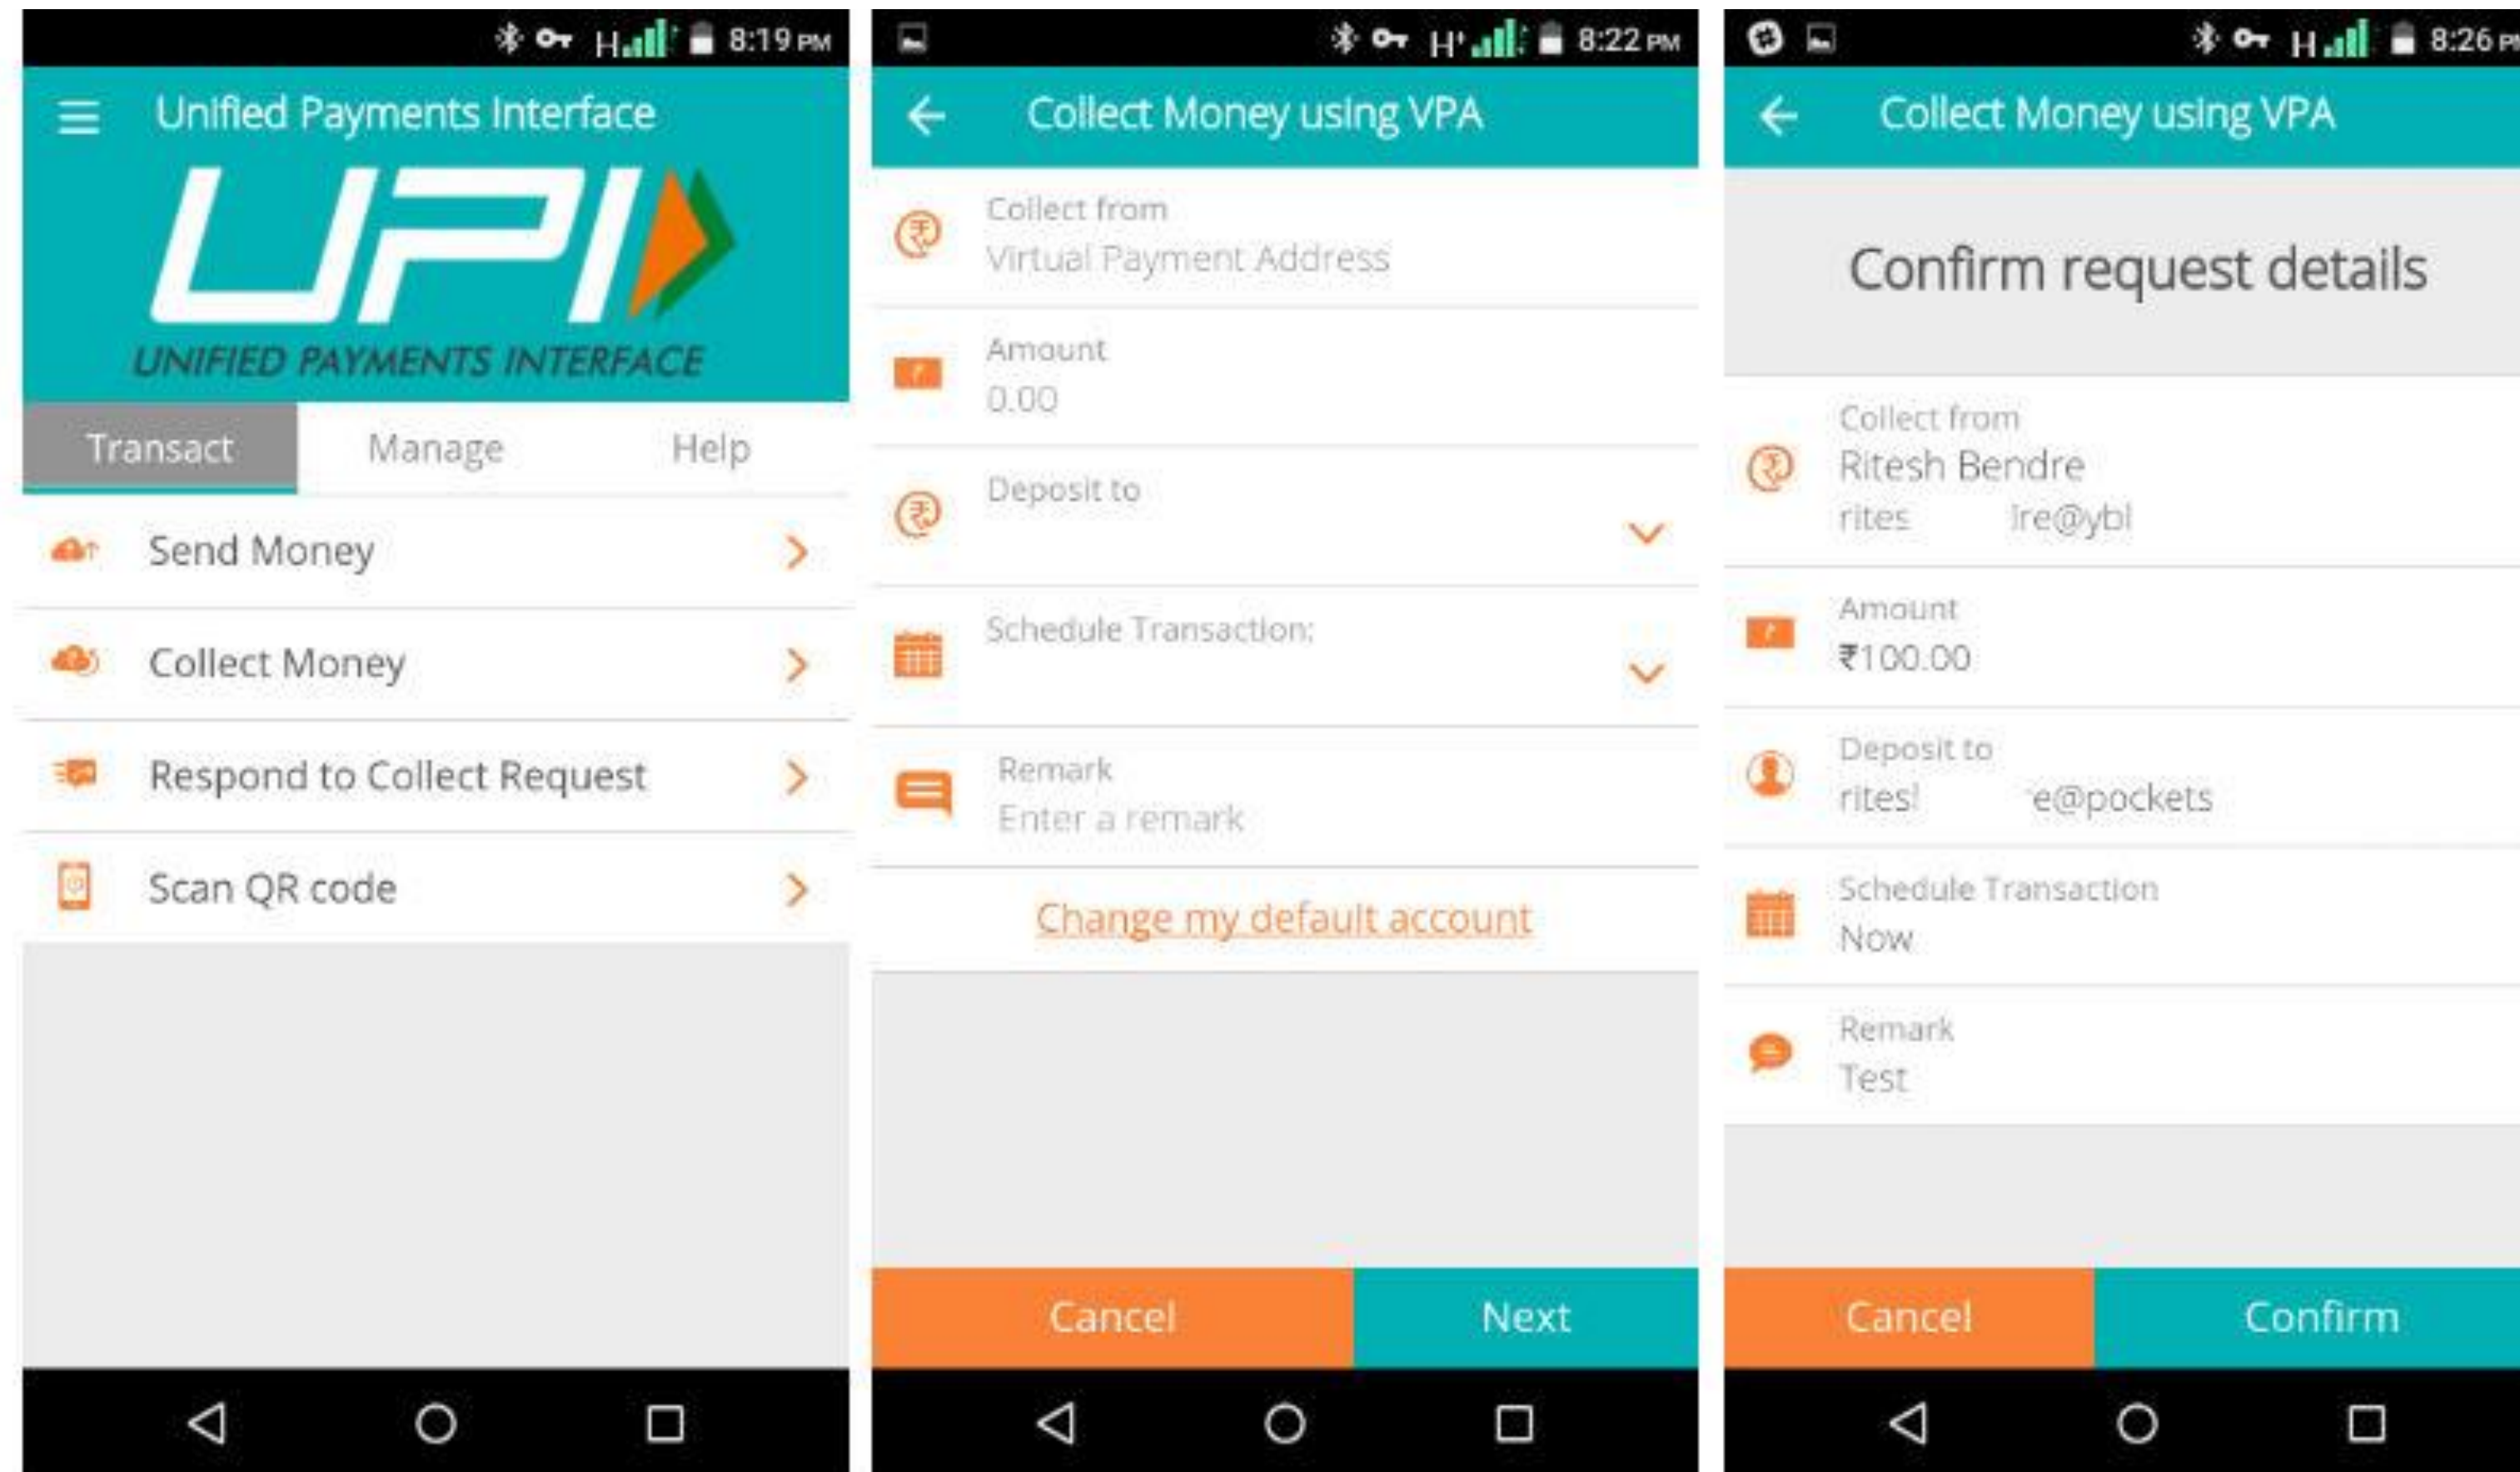 8:19 PM
Unified Payments Interface
UPI
UNIFIED PAYMENTS INTERFACE
Transact Manage Help
Send Money
Collect Money
Respond to Collect Request
Scan QR code
8:22 PM
Collect Money using VPA
Collect from
Virtual Payment Address
Amount
0.00
Deposit to
Schedule Transaction:
Remark
Enter a remark
Change my default account
Cancel Next
8:26 PM
Collect Money using VPA
Confirm request details
Collect from
Ritesh Bendre
rites re@ybl
Amount
₹100.00
Deposit to
rites e@pockets
Schedule Transaction
Now
Remark
Test
Cancel Confirm